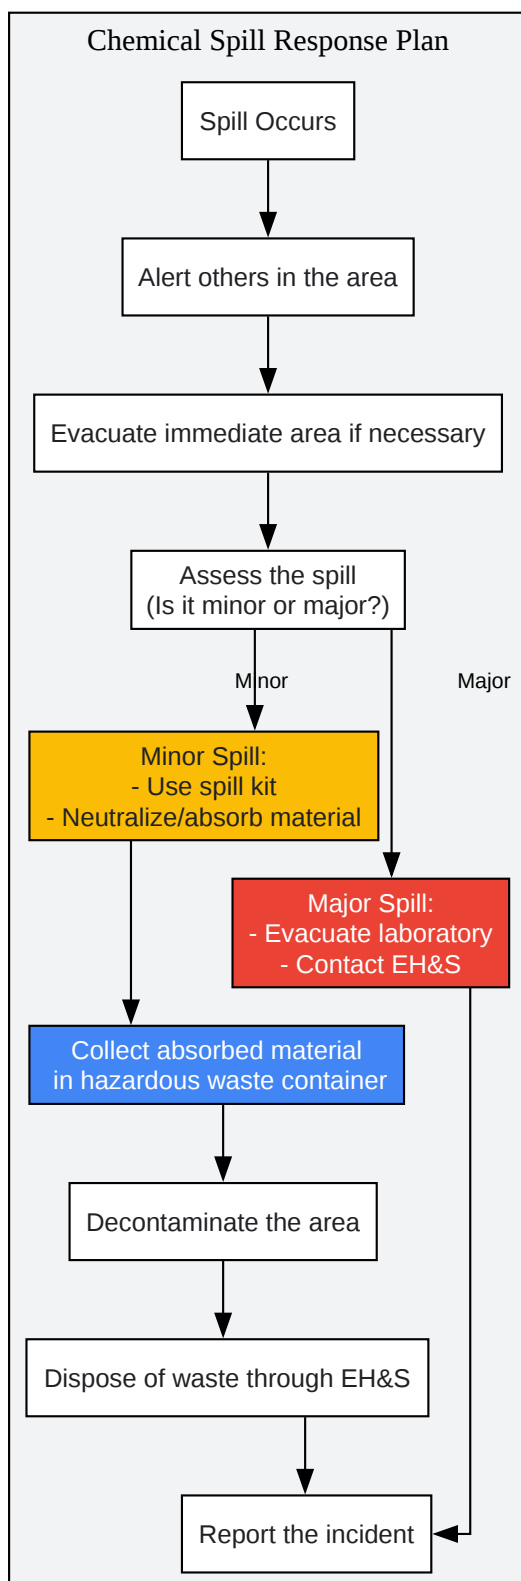 Chemical Spill Response Plan
Spill Occurs
Alert others in the area
Evacuate immediate area if necessary
Assess the spill
(Is it minor or major?)
Minor
Major
Minor Spill:
- Use spill kit
- Neutralize/absorb material
Major Spill:
- Evacuate laboratory
- Contact EH&S
Collect absorbed material
in hazardous waste container
Decontaminate the area
Dispose of waste through EH&S
Report the incident